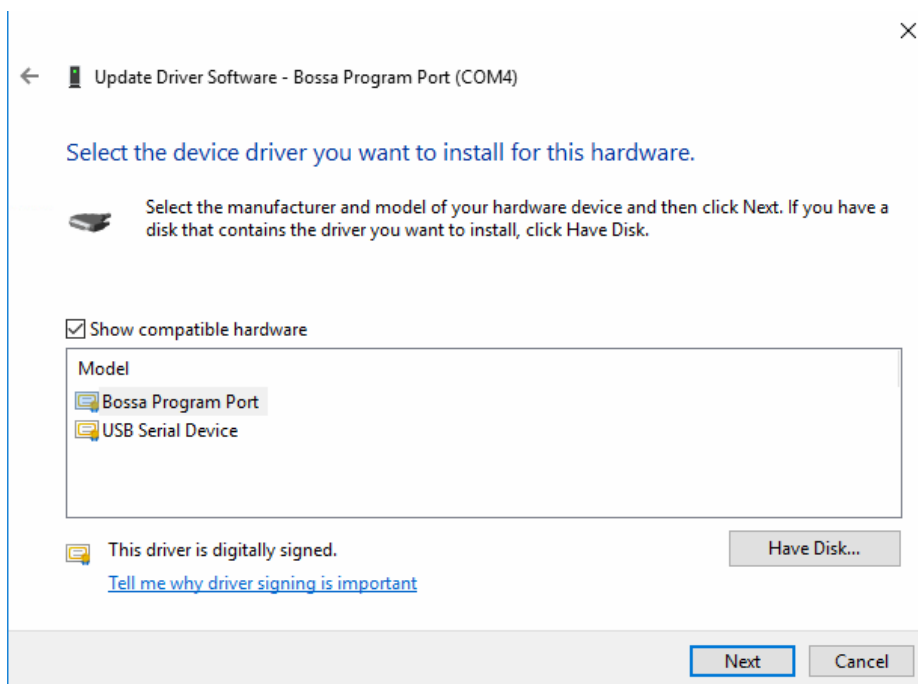 Update Driver Software - Bossa Program Port (COM4)
Select the device driver you want to install for this hardware.
Select the manufacturer and model of your hardware device and then click Next. If you have a
disk that contains the driver you want to install, click Have Disk.
Show compatible hardware
Model
Bossa Program Port
USB Serial Device
This driver is digitally signed.
Have Disk...
Tell me why driver signing is important
Next
Cancel